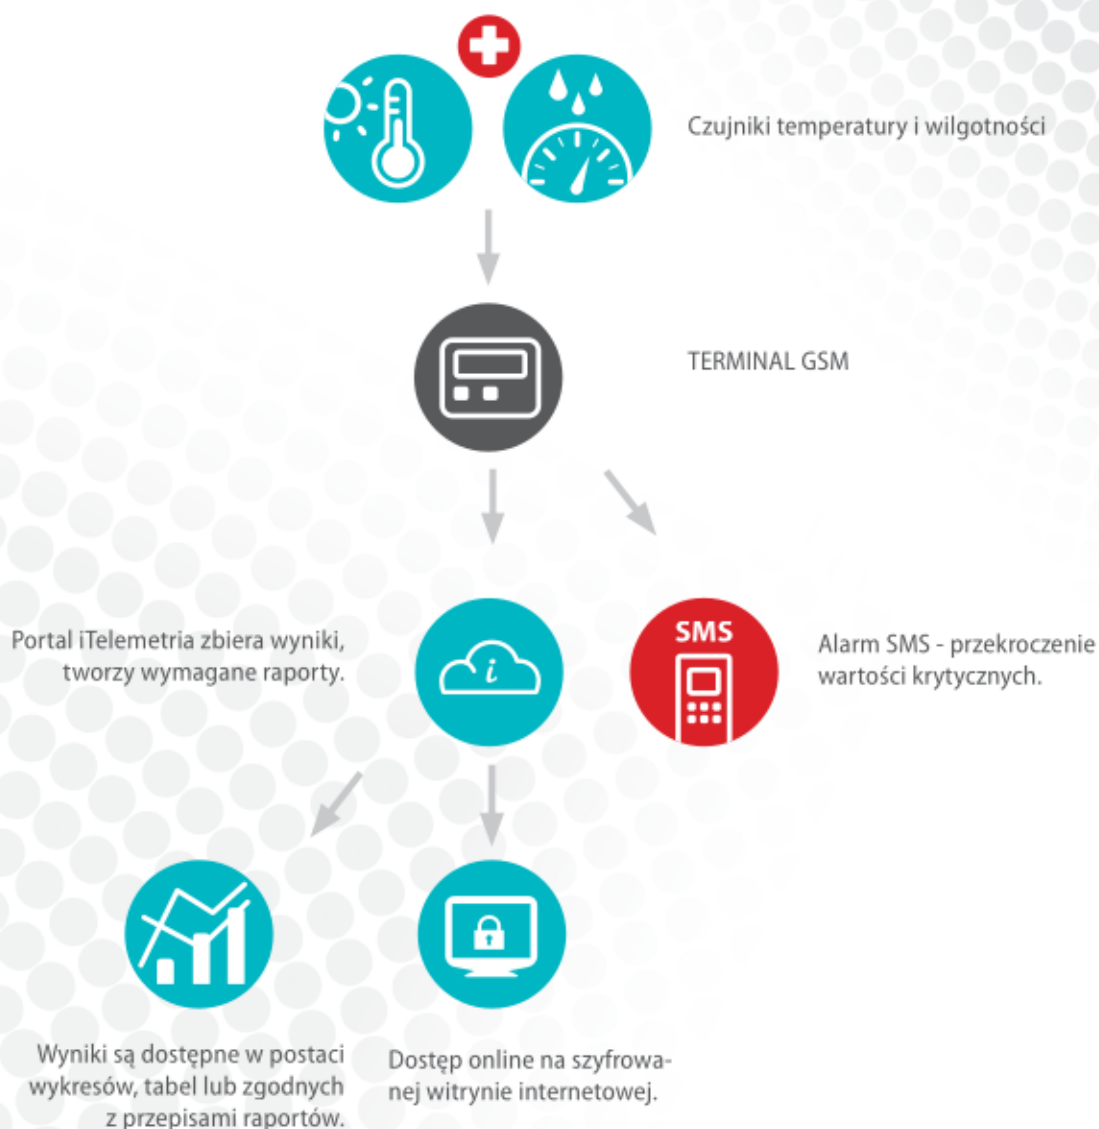 Czujniki temperatury i wilgotności
TERMINAL GSM
Portal iTelemetria zbiera wyniki,
tworzy wymagane raporty.
i
SMS
Alarm SMS - przekroczenie
wartości krytycznych.
Wyniki są dostępne w postaci
wykresów, tabel lub zgodnych
z przepisami raportów.
Dostęp online na szyfrowa-
nej witrynie internetowej.